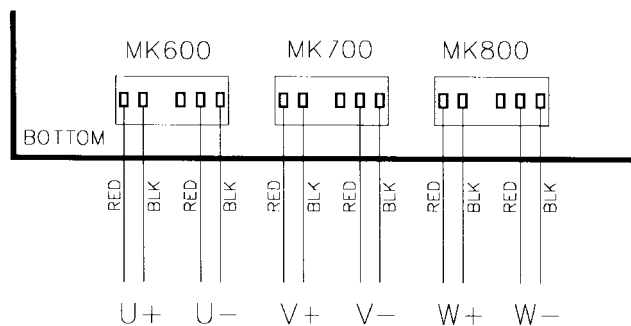 MK600 MK700 MK800
BOTTOM
RED BLK RED BLK RED BLK RED BLK RED BLK RED BLK
U+ U- V+ V- W+ W-